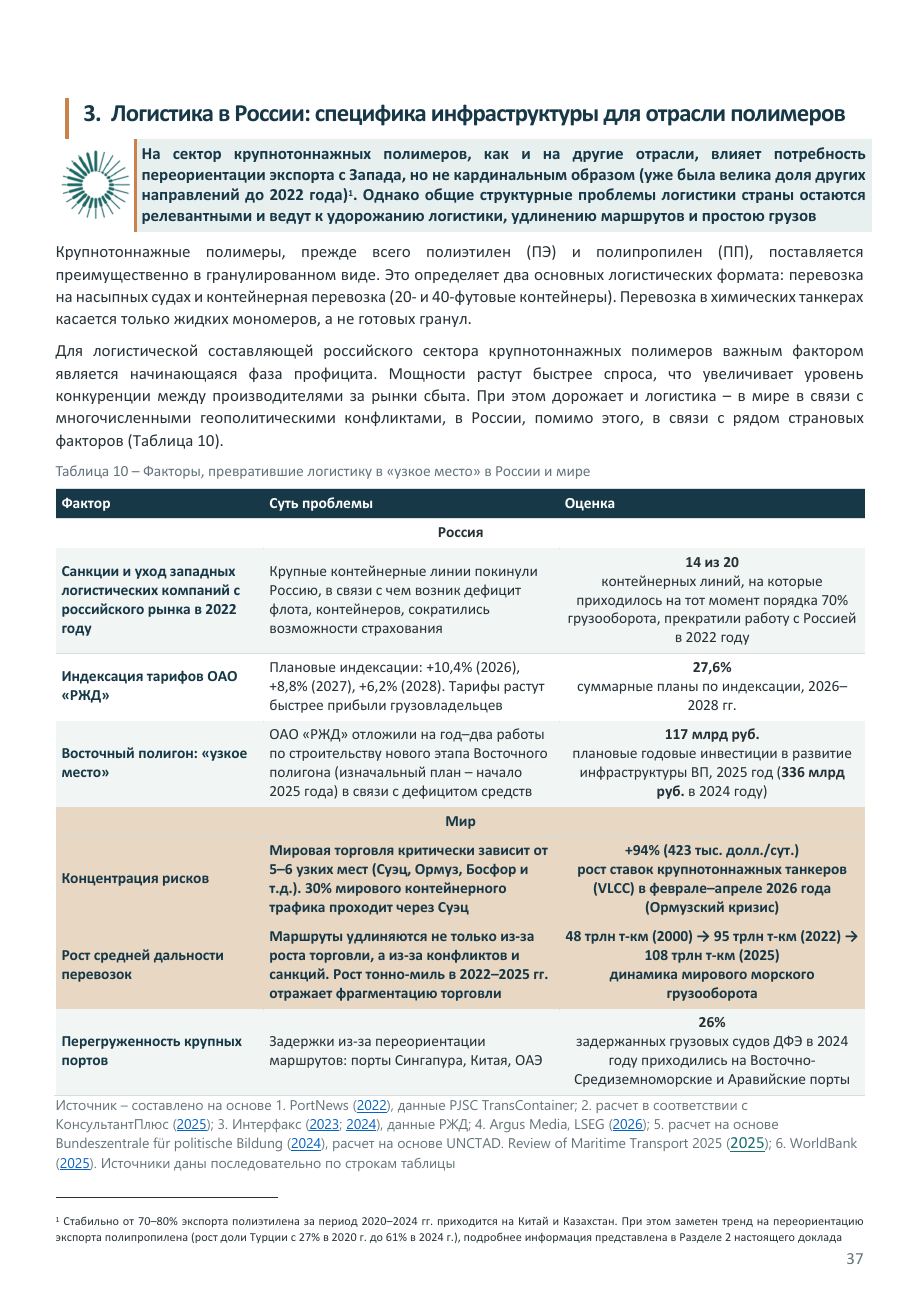 3. Логистика в России: специфика инфраструктуры для отрасли полимеров
На сектор крупнотоннажных полимеров, как и на другие отрасли, влияет потребность
переориентации экспорта с Запада, но не кардинальным образом (уже была велика доля других
направлений до 2022 года)¹. Однако общие структурные проблемы логистики страны остаются
релевантными и ведут к удорожанию логистики, удлинению маршрутов и простою грузов
Крупнотоннажные полимеры, прежде всего полиэтилен (ПЭ) и полипропилен (ПП), поставляется
преимущественно в гранулированном виде. Это определяет два основных логистических формата: перевозка
на насыпных судах и контейнерная перевозка (20- и 40-футовые контейнеры). Перевозка в химических танкерах
касается только жидких мономеров, а не готовых гранул.
Для логистической составляющей российского сектора крупнотоннажных полимеров важным фактором
является начинающаяся фаза профицита. Мощности растут быстрее спроса, что увеличивает уровень
конкуренции между производителями за рынки сбыта. При этом дорожает и логистика – в мире в связи с
многочисленными геополитическими конфликтами, в России, помимо этого, в связи с рядом страновых
факторов (Таблица 10).
Таблица 10 – Факторы, превратившие логистику в «узкое место» в России и мире
Фактор Суть проблемы Оценка
Россия
Санкции и уход западных
логистических компаний с
российского рынка в 2022
году
Крупные контейнерные линии покинули
Россию, в связи с чем возник дефицит
флота, контейнеров, сократились
возможности страхования
14 из 20
контейнерных линий, на которые
приходилось на тот момент порядка 70%
грузооборота, прекратили работу с Россией
в 2022 году
Индексация тарифов ОАО
«РЖД»
Плановые индексации: +10,4% (2026),
+8,8% (2027), +6,2% (2028). Тарифы растут
быстрее прибыли грузовладельцев
27,6%
суммарные планы по индексации, 2026–
2028 гг.
Восточный полигон: «узкое
место»
ОАО «РЖД» отложили на год–два работы
по строительству нового этапа Восточного
полигона (изначальный план – начало
2025 года) в связи с дефицитом средств
117 млрд руб.
плановые годовые инвестиции в развитие
инфраструктуры ВП, 2025 год (336 млрд
руб. в 2024 году)
Мир
Концентрация рисков
Мировая торговля критически зависит от
5–6 узких мест (Суэц, Ормуз, Босфор и
т.д.). 30% мирового контейнерного
трафика проходит через Суэц
+94% (423 тыс. долл./сут.)
рост ставок крупнотоннажных танкеров
(VLCC) в феврале–апреле 2026 года
(Ормузский кризис)
Рост средней дальности
перевозок
Маршруты удлиняются не только из-за
роста торговли, а из-за конфликтов и
санкций. Рост тонно-миль в 2022–2025 гг.
отражает фрагментацию торговли
48 трлн т-км (2000) → 95 трлн т-км (2022) →
108 трлн т-км (2025)
динамика мирового морского
грузооборота
Перегруженность крупных
портов
Задержки из-за переориентации
маршрутов: порты Сингапура, Китая, ОАЭ
26%
задержанных грузовых судов ДФЭ в 2024
году приходились на Восточно-
Средиземноморские и Аравийские порты
Источник – составлено на основе 1. PortNews (2022), данные PJSC TransContainer; 2. расчет в соответствии с
КонсультантПлюс (2025); 3. Интерфакс (2023; 2024), данные РЖД; 4. Argus Media, LSEG (2026); 5. расчет на основе
Bundeszentrale für politische Bildung (2024), расчет на основе UNCTAD. Review of Maritime Transport 2025 (2025); 6. WorldBank
(2025). Источники даны последовательно по строкам таблицы
¹ Стабильно от 70–80% экспорта полиэтилена за период 2020–2024 гг. приходится на Китай и Казахстан. При этом заметен тренд на переориентацию
экспорта полипропилена (рост доли Турции с 27% в 2020 г. до 61% в 2024 г.), подробнее информация представлена в Разделе 2 настоящего доклада
37